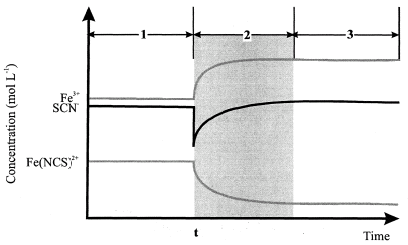 1 2 3
Concentration (mol L⁻¹)
Fe³⁺
SCN⁻
Fe(NCS)²⁺
t
Time